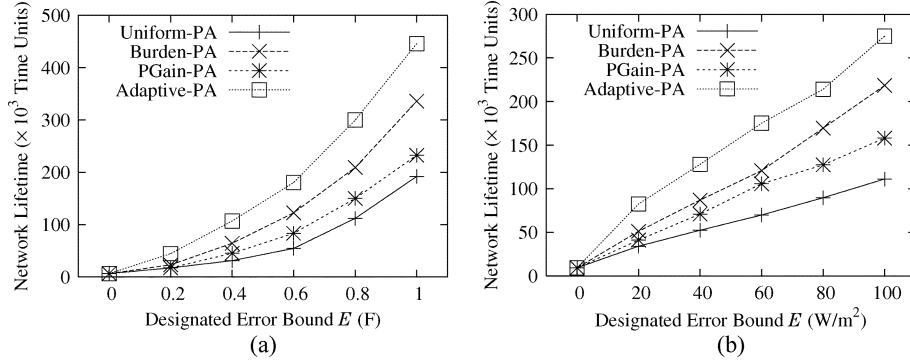 Network Lifetime (× 10³ Time Units)
500
400
300
200
100
0
Uniform-PA
Burden-PA
PGain-PA
Adaptive-PA
0 0.2 0.4 0.6 0.8 1
Designated Error Bound E (F)
(a)
Network Lifetime (× 10³ Time Units)
300
250
200
150
100
50
0
Uniform-PA
Burden-PA
PGain-PA
Adaptive-PA
0 20 40 60 80 100
Designated Error Bound E (W/m²)
(b)